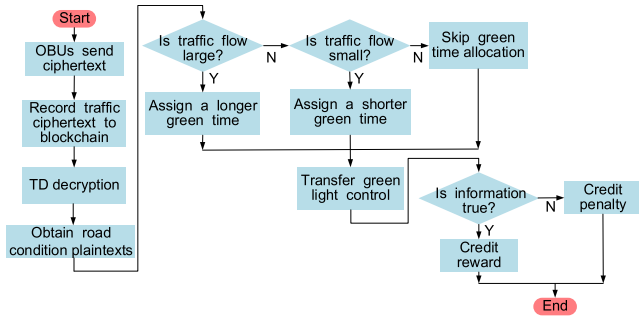 Start
OBUs send
ciphertext
Record traffic
ciphertext to
blockchain
TD decryption
Obtain road
condition plaintexts
Is traffic flow
large?
N
Y
Assign a longer
green time
Is traffic flow
small?
N
Y
Assign a shorter
green time
Skip green
time allocation
Transfer green
light control
Is information
true?
N
Y
Credit
penalty
Credit
reward
End